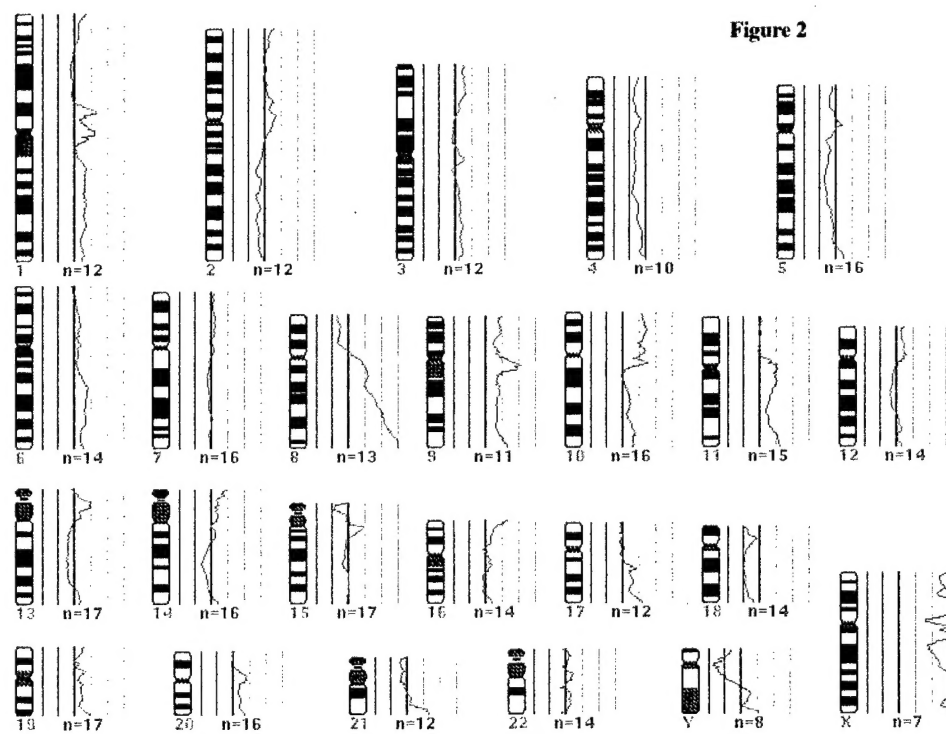 Figure 2
1 n=12
2 n=12
3 n=12
4 n=10
5 n=16
6 n=14
7 n=16
8 n=13
9 n=11
10 n=16
11 n=15
12 n=14
13 n=17
14 n=16
15 n=17
16 n=14
17 n=12
18 n=14
19 n=17
20 n=16
21 n=12
22 n=14
Y n=8
X n=7